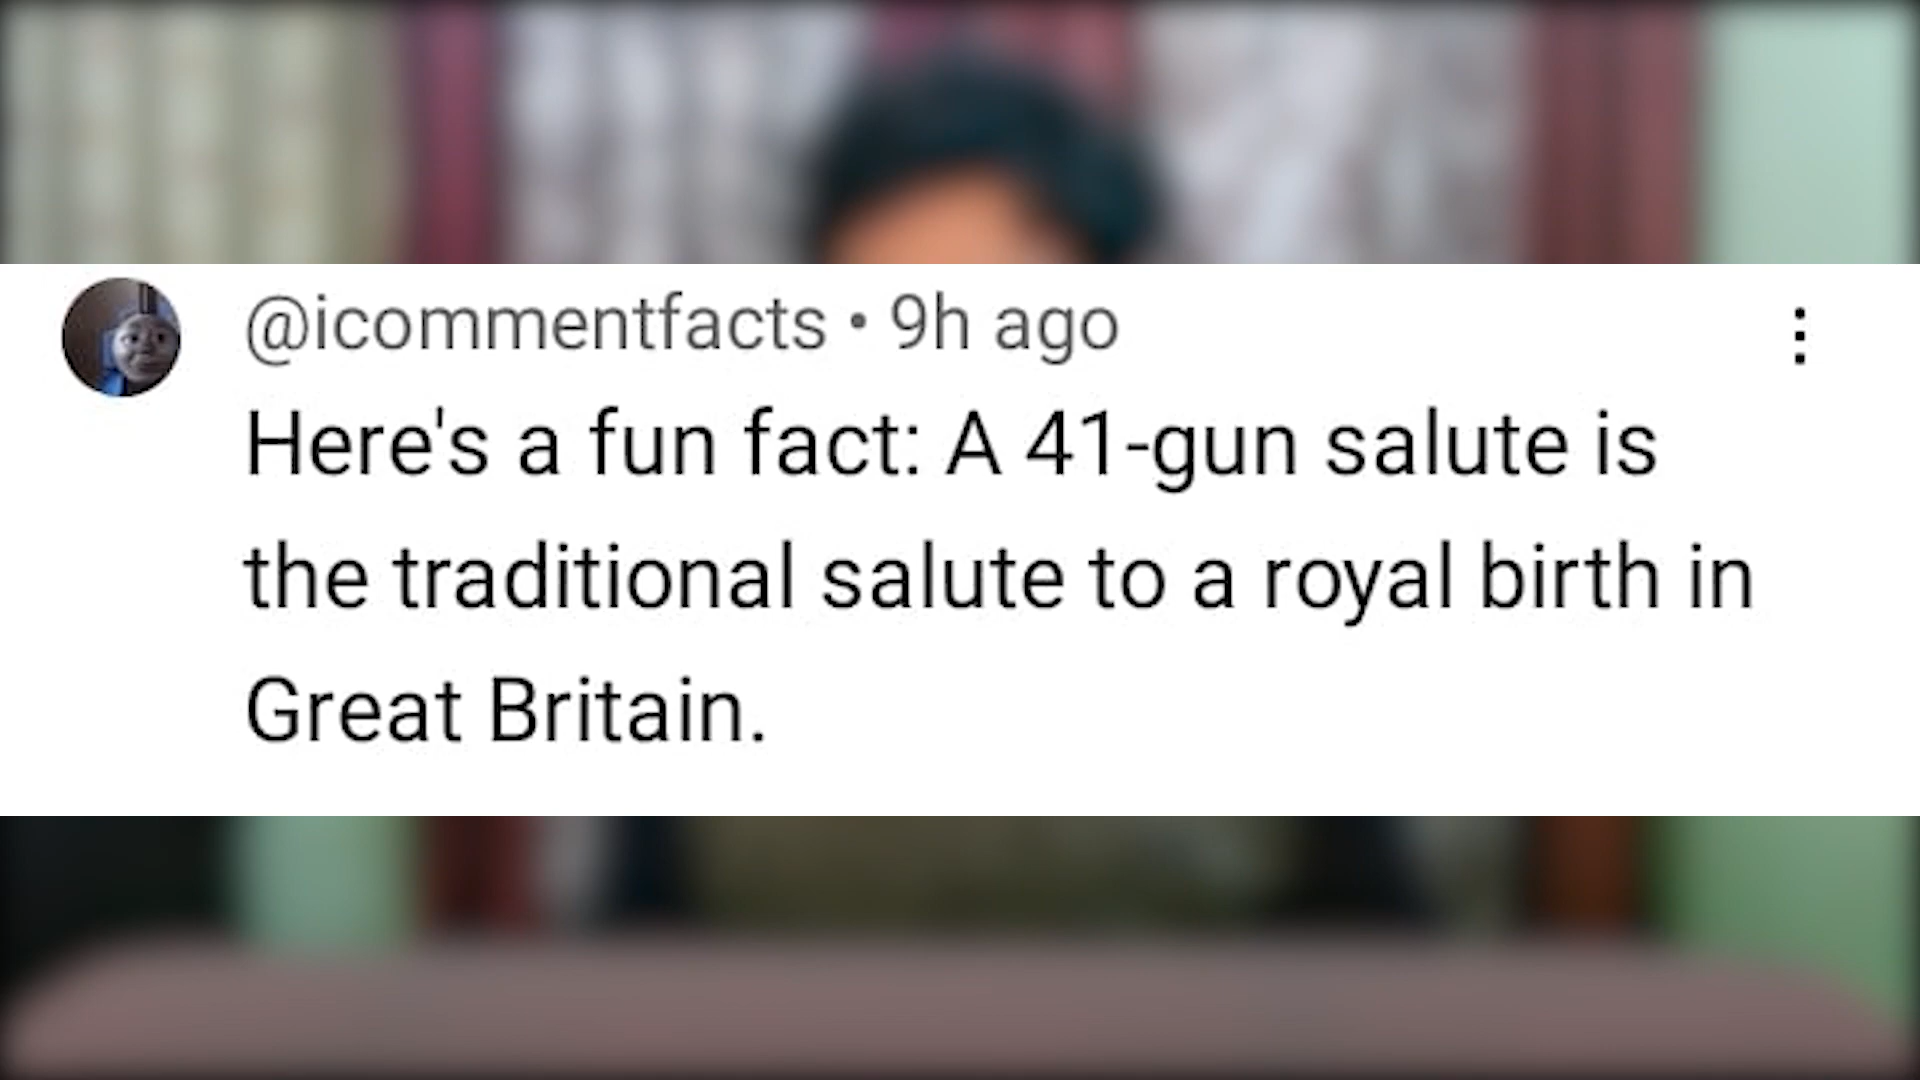 @icommentfacts • 9h ago
Here's a fun fact: A 41-gun salute is
the traditional salute to a royal birth in
Great Britain.